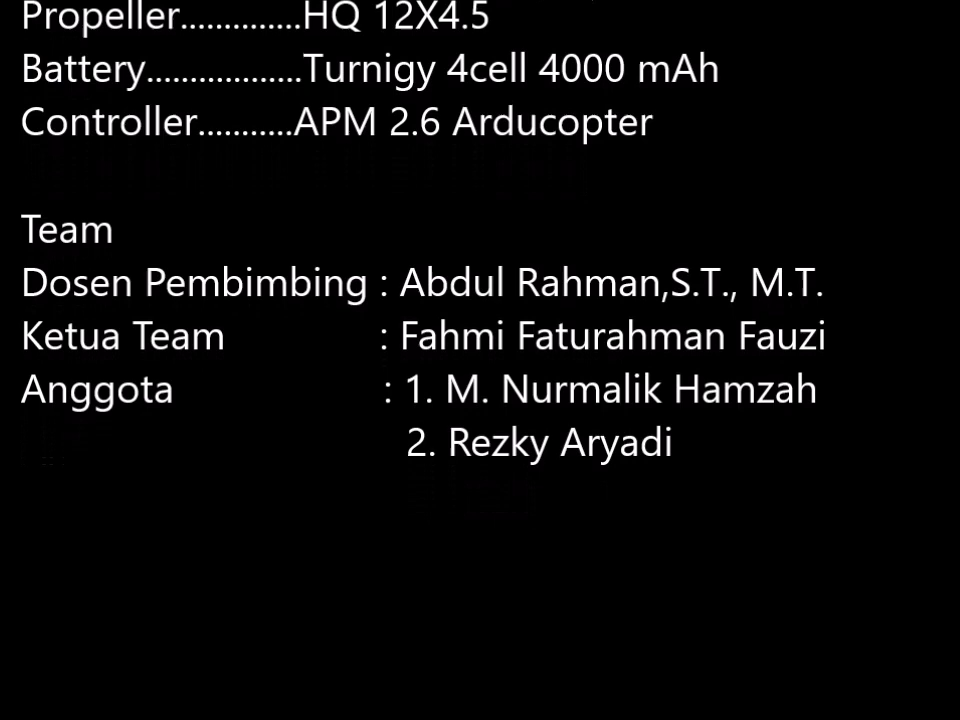 Propeller..............HQ 12X4.5
Battery..................Turnigy 4cell 4000 mAh
Controller...........APM 2.6 Arducopter
Team
Dosen Pembimbing : Abdul Rahman,S.T., M.T.
Ketua Team : Fahmi Faturahman Fauzi
Anggota : 1. M. Nurmalik Hamzah
2. Rezky Aryadi